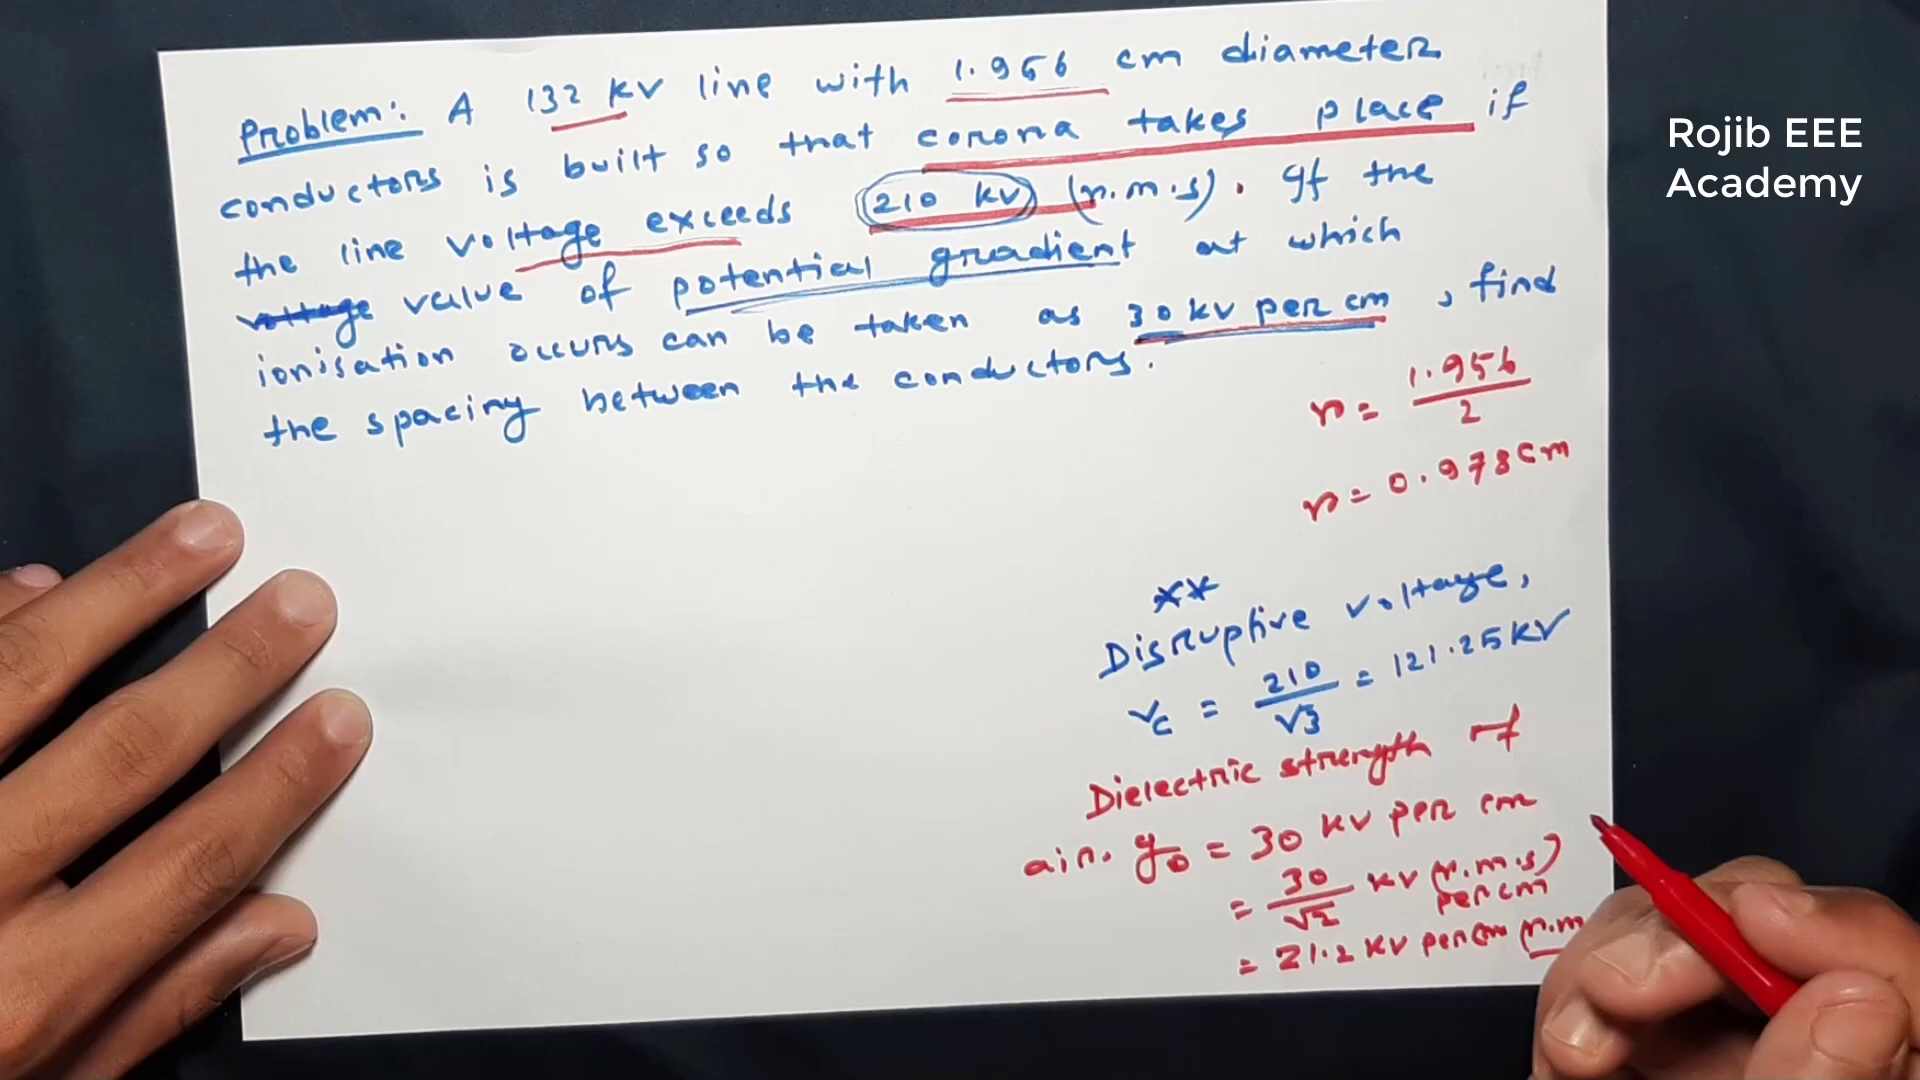 Problem: A 132 kV line with 1.956 cm diameter
conductors is built so that corona takes place if
the line voltage exceeds 210 kV (r.m.s). If the
voltage value of potential gradient at which
ionisation occurs can be taken as 30 kV per cm, find
the spacing between the conductors.
r = 1.956 / 2
r = 0.978 cm
**
Disruptive voltage,
Vc = 210 / √3 = 121.25 kV
Dielectric strength of
air. g0 = 30 kV per cm
= 30 / √2 kV (r.m.s) per cm
= 21.2 kV per cm (r.m
Rojib EEE
Academy